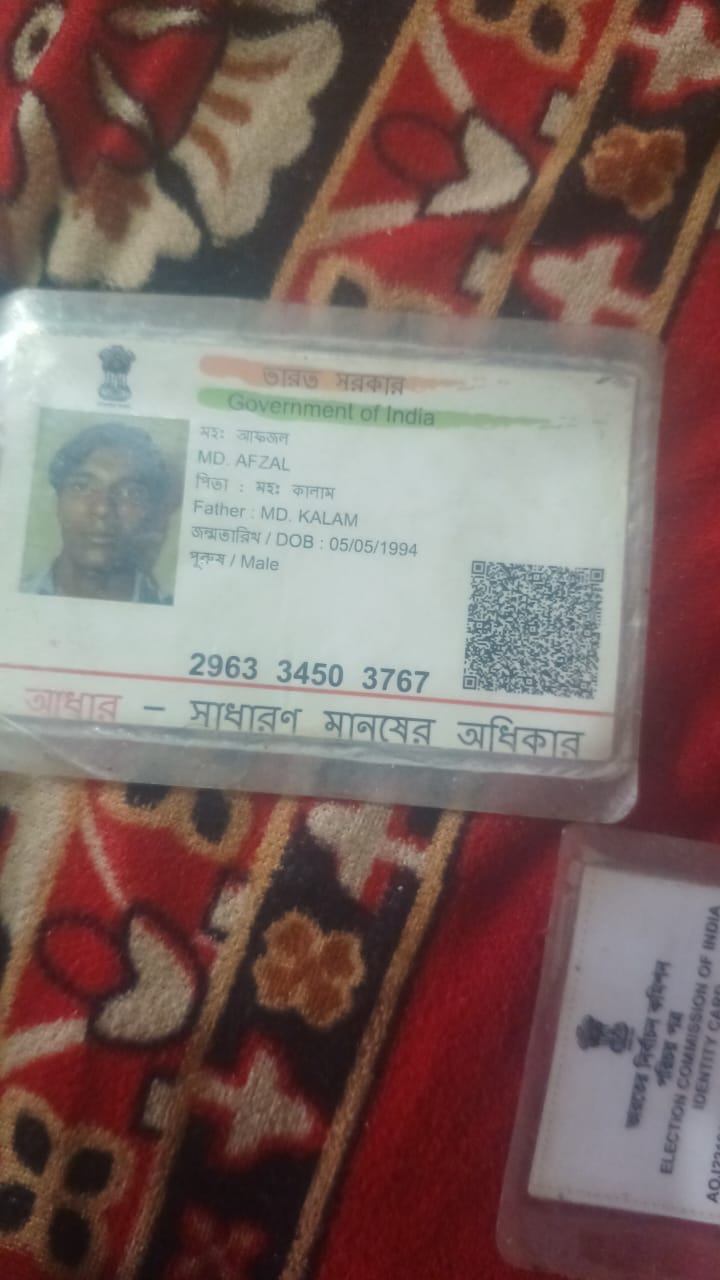 ভারত সরকার
Government of India
মহঃ আফজল
MD. AFZAL
পিতা : মহঃ কালাম
Father : MD. KALAM
জন্মতারিখ / DOB : 05/05/1994
পুরুষ / Male
2963 3450 3767
আধার – সাধারণ মানষের অধিকার
ভারতের নির্বাচন কমিশন
পরিচয় পত্র
ELECTION COMMISSION OF INDIA
IDENTITY CARD